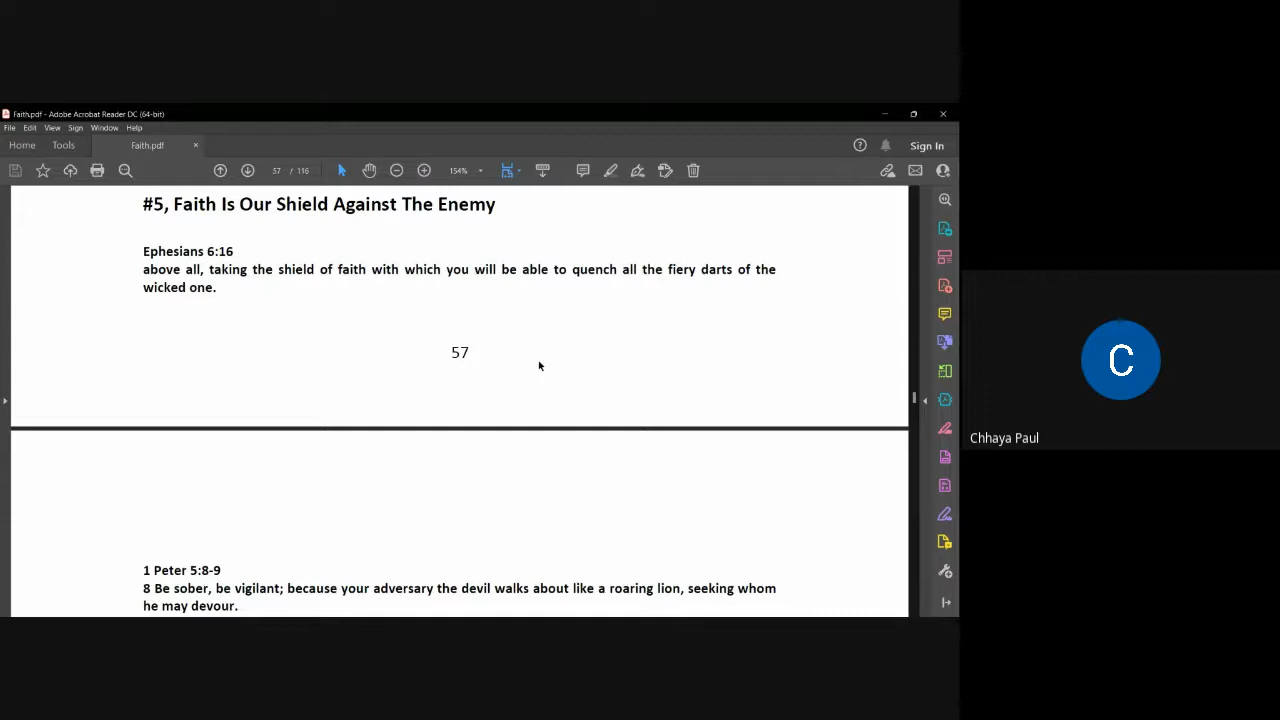 Faith.pdf - Adobe Acrobat Reader DC (64-bit)
File Edit View Sign Window Help
Home Tools Faith.pdf × Sign In
57 / 116 154%
#5, Faith Is Our Shield Against The Enemy
Ephesians 6:16
above all, taking the shield of faith with which you will be able to quench all the fiery darts of the
wicked one.
57
1 Peter 5:8-9
8 Be sober, be vigilant; because your adversary the devil walks about like a roaring lion, seeking whom
he may devour.
C
Chhaya Paul